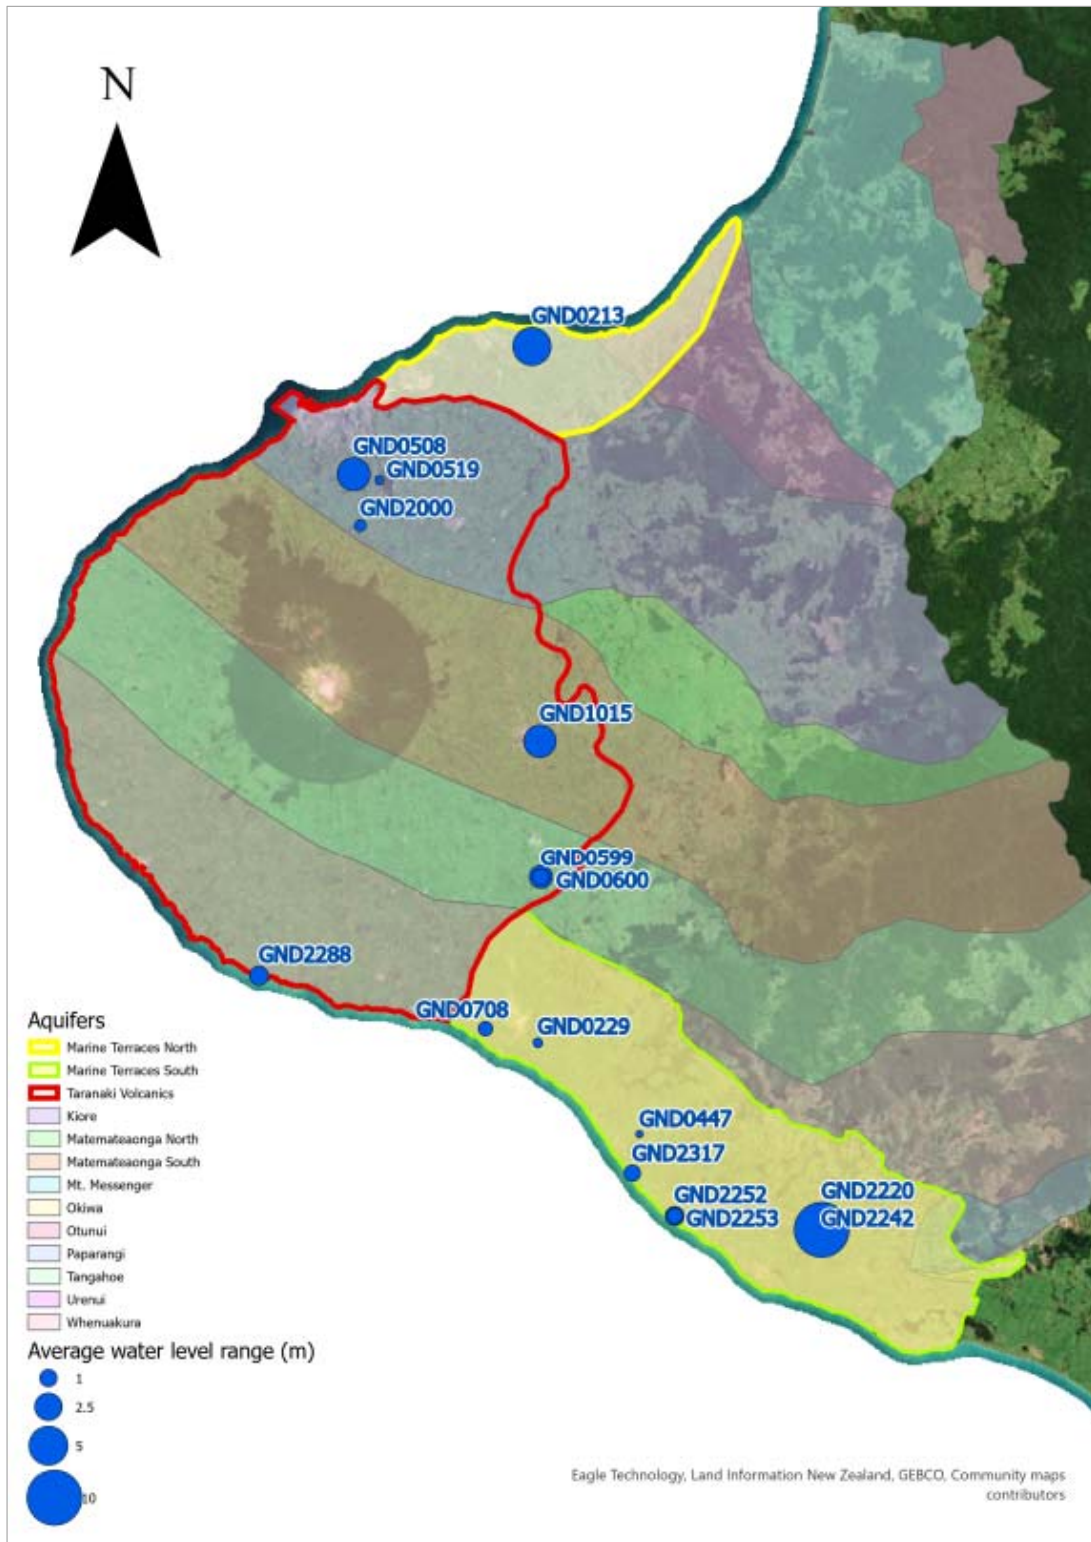 N
GND0213
GND0508
GND0519
GND2000
GND1015
GND0599
GND0600
GND2288
GND0708
GND0229
GND0447
GND2317
GND2252
GND2253
GND2220
GND2242
Aquifers
Marine Terraces North
Marine Terraces South
Taranaki Volcanics
Kiore
Matemateaonga North
Matemateaonga South
Mt. Messenger
Okiwa
Otunui
Paparangi
Tangahoe
Urenui
Whenuakura
Average water level range (m)
1
2.5
5
10
Eagle Technology, Land Information New Zealand, GEBCO, Community maps
contributors